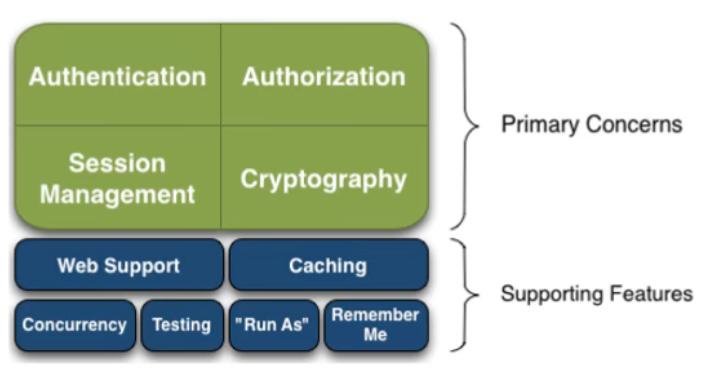 Authentication
Authorization
Session
Management
Cryptography
Primary Concerns
Web Support
Caching
Concurrency
Testing
"Run As"
Remember
Me
Supporting Features